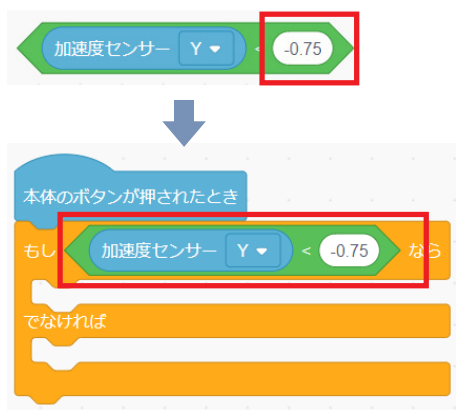 加速度センサー Y < -0.75
本体のボタンが押されたとき
もし 加速度センサー Y < -0.75 なら
でなければ